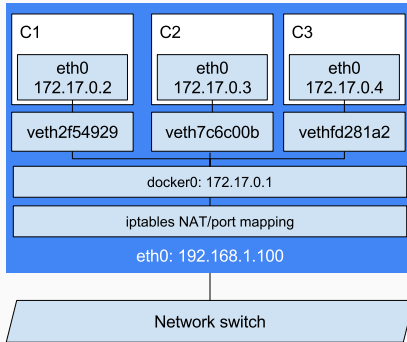 C1
C2
C3
eth0
172.17.0.2
eth0
172.17.0.3
eth0
172.17.0.4
veth2f54929
veth7c6c00b
vethfd281a2
docker0: 172.17.0.1
iptables NAT/port mapping
eth0: 192.168.1.100
Network switch